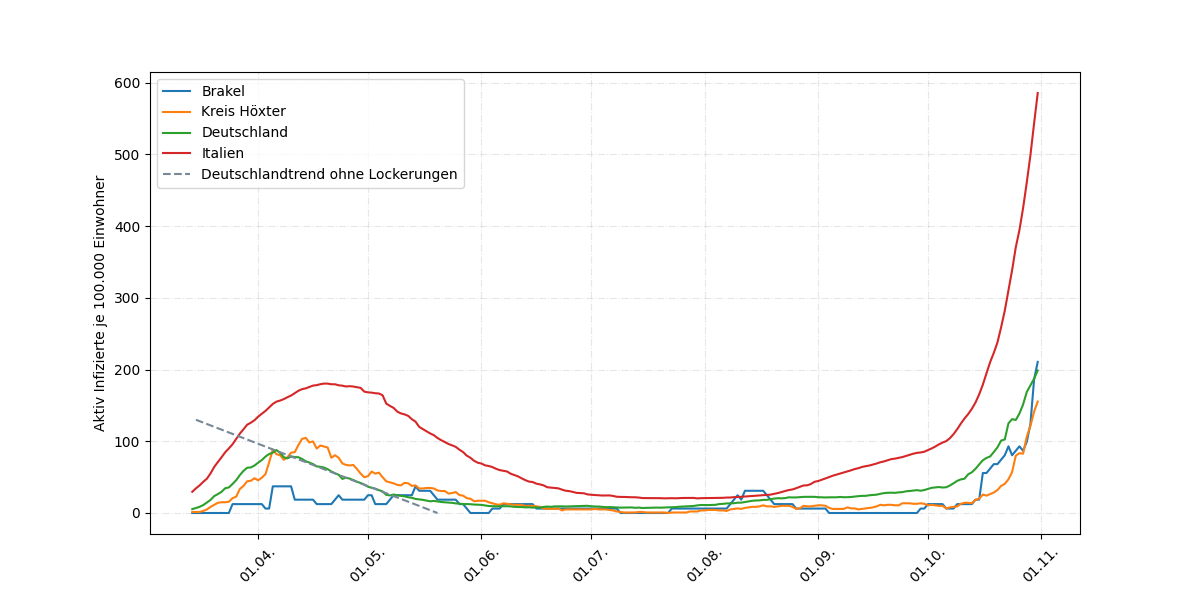 Aktiv Infizierte je 100.000 Einwohner
600
500
400
300
200
100
0
Brakel
Kreis Höxter
Deutschland
Italien
Deutschlandtrend ohne Lockerungen
01.04.
01.05.
01.06.
01.07.
01.08.
01.09.
01.10.
01.11.